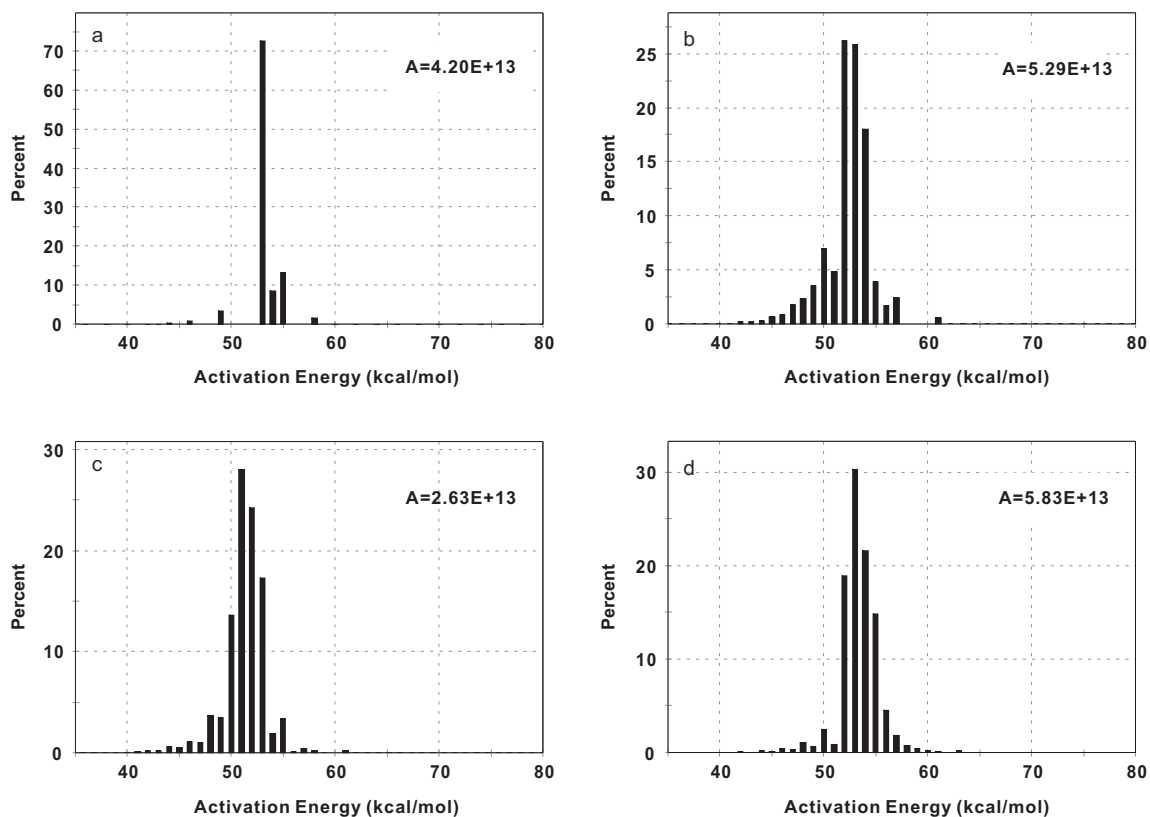 a
A=4.20E+13
70
60
50
40
30
20
10
0
Percent
40 50 60 70 80
Activation Energy (kcal/mol)
b
A=5.29E+13
25
20
15
10
5
0
Percent
40 50 60 70 80
Activation Energy (kcal/mol)
c
A=2.63E+13
30
20
10
0
Percent
40 50 60 70 80
Activation Energy (kcal/mol)
d
A=5.83E+13
30
20
10
0
Percent
40 50 60 70 80
Activation Energy (kcal/mol)